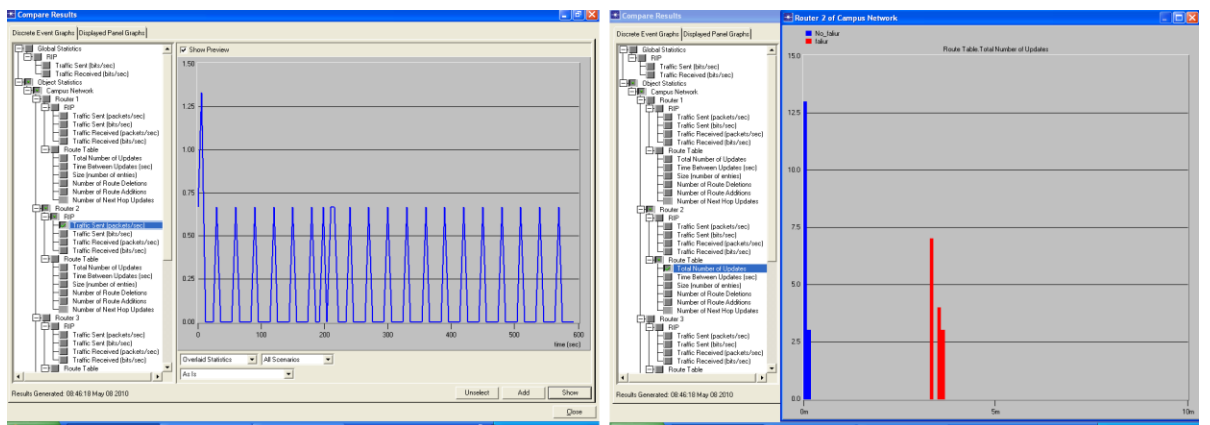 Compare Results
Discrete Event Graphs Displayed Panel Graphs
Global Statistics
RIP
Traffic Sent (bits/sec)
Traffic Received (bits/sec)
Object Statistics
Campus Network
Router 1
RIP
Traffic Sent (packets/sec)
Traffic Sent (bits/sec)
Traffic Received (packets/sec)
Traffic Received (bits/sec)
Route Table
Total Number of Updates
Time Between Updates (sec)
Size (number of entries)
Number of Route Deletions
Number of Route Additions
Number of Next Hop Updates
Router 2
RIP
Traffic Sent (packets/sec)
Traffic Sent (bits/sec)
Traffic Received (packets/sec)
Traffic Received (bits/sec)
Route Table
Total Number of Updates
Time Between Updates (sec)
Size (number of entries)
Number of Route Deletions
Number of Route Additions
Number of Next Hop Updates
Router 3
RIP
Traffic Sent (packets/sec)
Traffic Sent (bits/sec)
Traffic Received (packets/sec)
Traffic Received (bits/sec)
Route Table
Show Preview
1.50
1.25
1.00
0.75
0.50
0.25
0.00
0 100 200 300 400 500 600
time (sec)
Overlaid Statistics All Scenarios
As Is
Results Generated: 08:46:18 May 08 2010
Unselect Add Show
Close
Compare Results
Discrete Event Graphs Displayed Panel Graphs
Global Statistics
RIP
Traffic Sent (bits/sec)
Traffic Received (bits/sec)
Object Statistics
Campus Network
Router 1
RIP
Traffic Sent (packets/sec)
Traffic Sent (bits/sec)
Traffic Received (packets/sec)
Traffic Received (bits/sec)
Route Table
Total Number of Updates
Time Between Updates (sec)
Size (number of entries)
Number of Route Deletions
Number of Route Additions
Number of Next Hop Updates
Router 2
RIP
Traffic Sent (packets/sec)
Traffic Sent (bits/sec)
Traffic Received (packets/sec)
Traffic Received (bits/sec)
Route Table
Total Number of Updates
Time Between Updates (sec)
Size (number of entries)
Number of Route Deletions
Number of Route Additions
Number of Next Hop Updates
Router 3
RIP
Traffic Sent (packets/sec)
Traffic Sent (bits/sec)
Traffic Received (packets/sec)
Traffic Received (bits/sec)
Route Table
Results Generated: 08:46:18 May 08 2010
Router 2 of Campus Network
No_faliur
faliur
Route Table.Total Number of Updates
15.0
12.5
10.0
7.5
5.0
2.5
0.0
0m 5m 10m